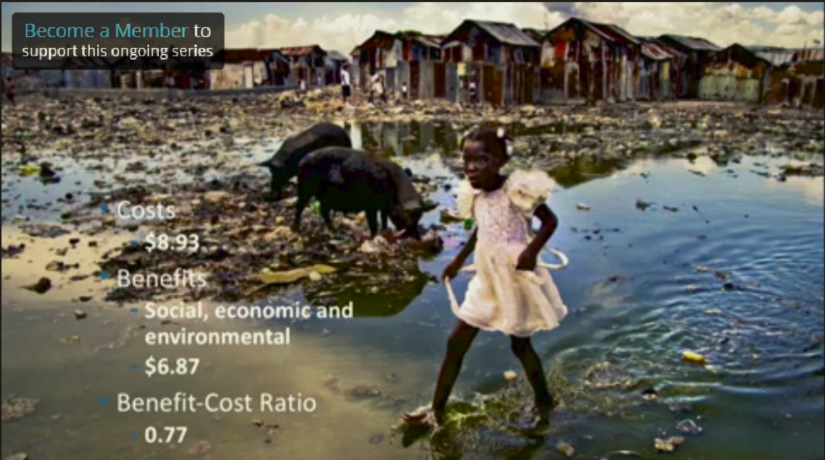 Become a Member to
support this ongoing series
Costs
$8.93
Benefits
Social, economic and
environmental
$6.87
Benefit-Cost Ratio
0.77